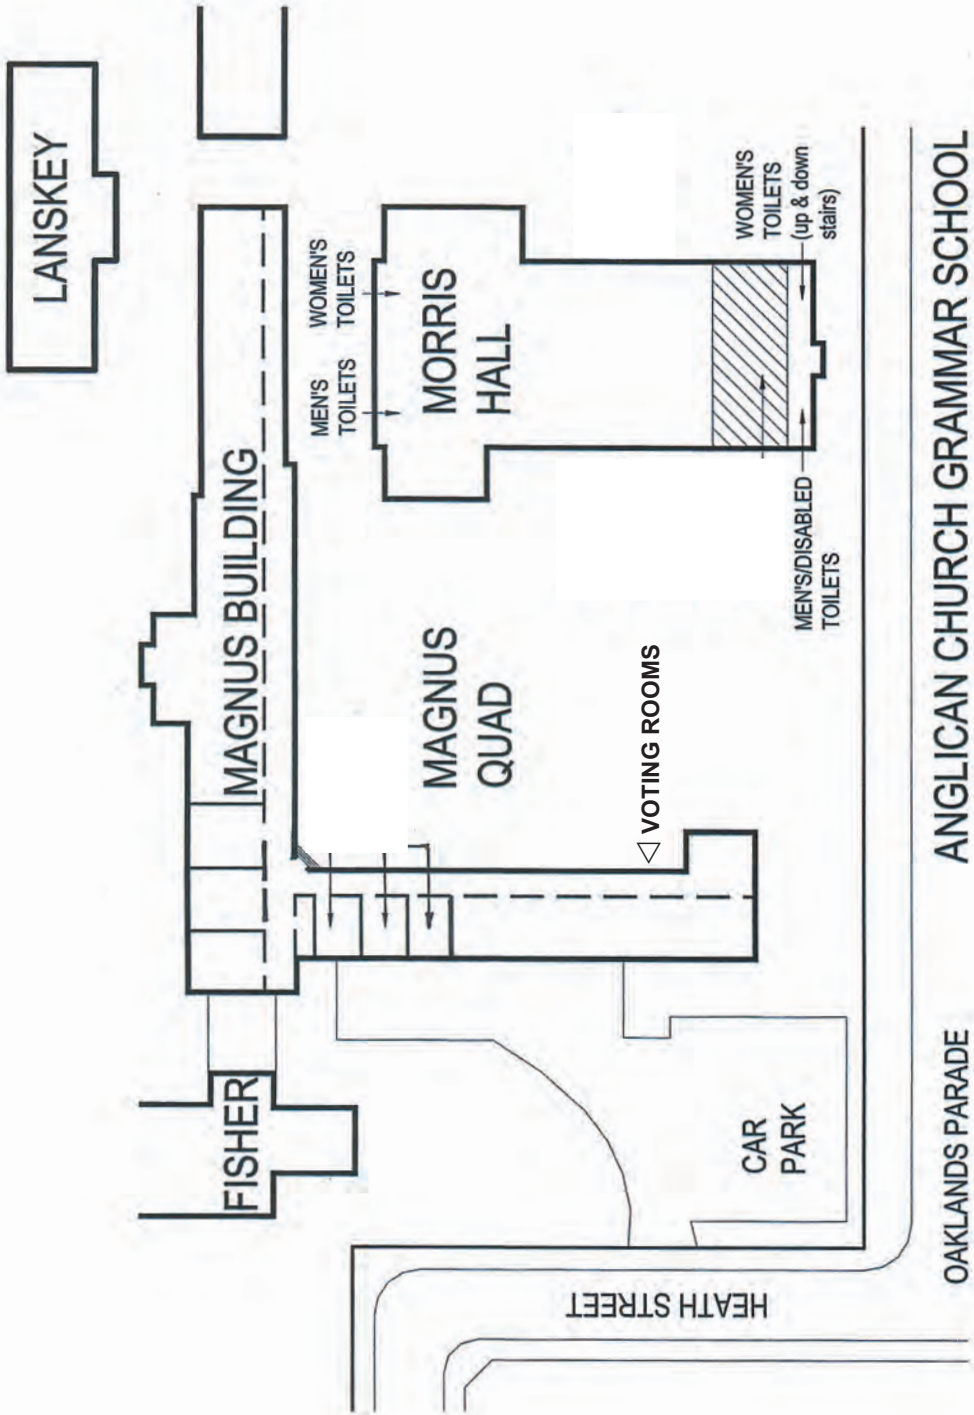 LANSKEY
MAGNUS BUILDING
FISHER
MEN'S
TOILETS
WOMEN'S
TOILETS
MORRIS
HALL
MAGNUS
QUAD
◁ VOTING ROOMS
WOMEN'S
TOILETS
(up & down
stairs)
MEN'S/DISABLED
TOILETS
CAR
PARK
HEATH STREET
OAKLANDS PARADE
ANGLICAN CHURCH GRAMMAR SCHOOL